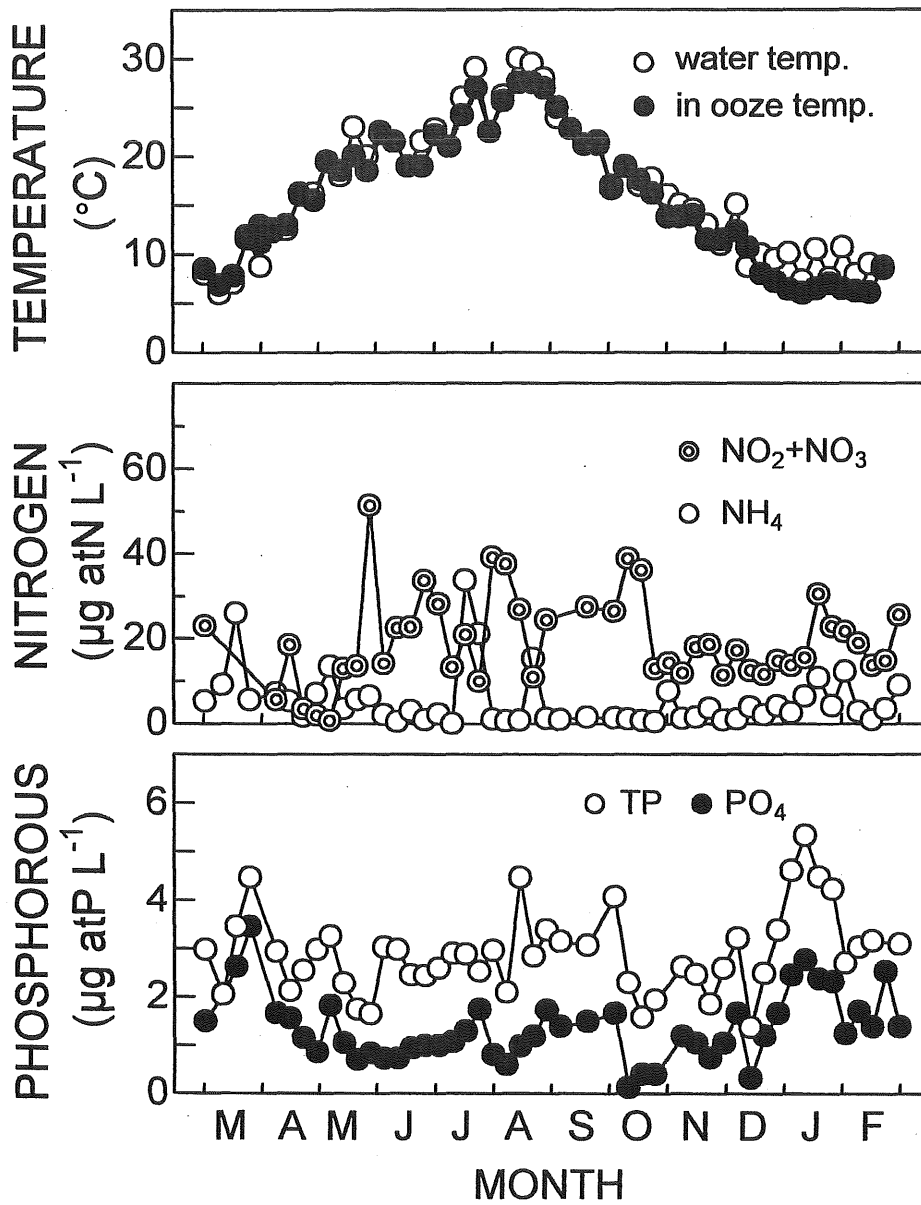 TEMPERATURE
(°C)
30
20
10
0
water temp.
in ooze temp.
NITROGEN
(µg atN L⁻¹)
60
40
20
0
NO₂+NO₃
NH₄
PHOSPHOROUS
(µg atP L⁻¹)
6
4
2
0
TP PO₄
M A M J J A S O N D J F
MONTH